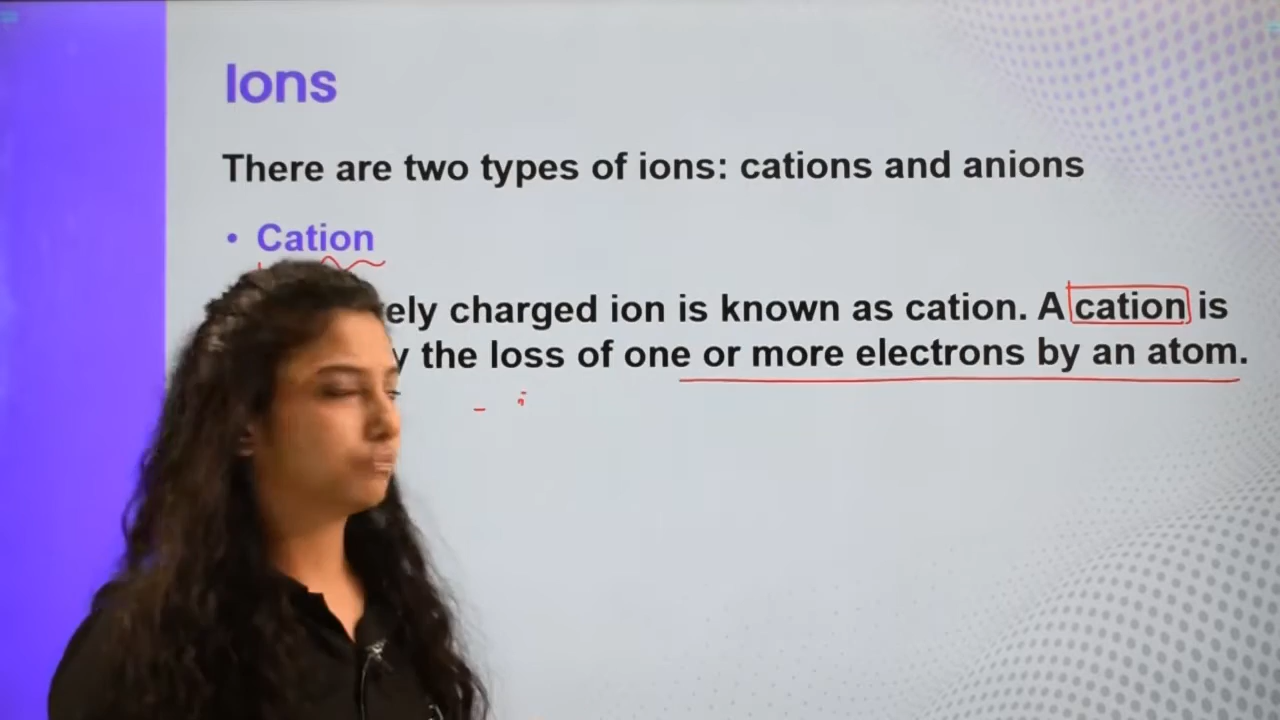 Ions
There are two types of ions: cations and anions
• Cation
ely charged ion is known as cation. A cation is
y the loss of one or more electrons by an atom.